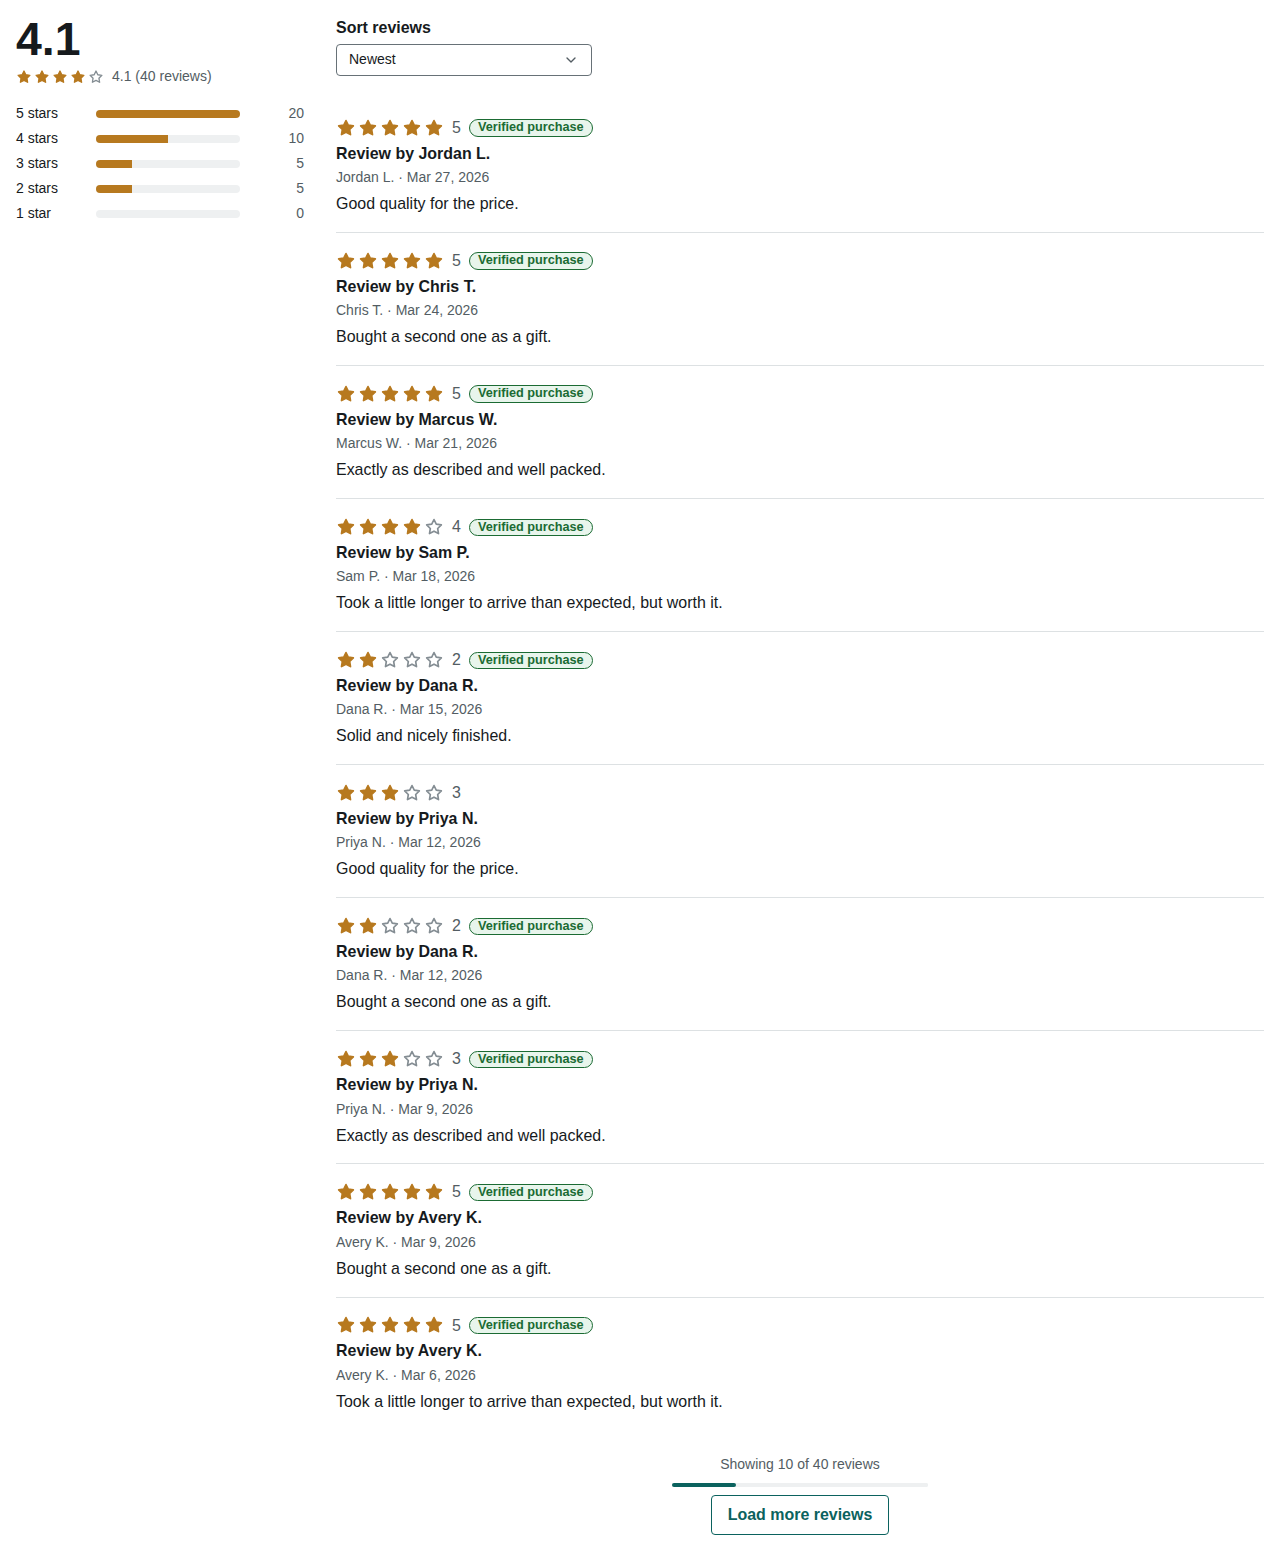 4.1
4.1 (40 reviews)
5 stars 20
4 stars 10
3 stars 5
2 stars 5
1 star 0
Sort reviews
Newest
5 Verified purchase
Review by Jordan L.
Jordan L. · Mar 27, 2026
Good quality for the price.
5 Verified purchase
Review by Chris T.
Chris T. · Mar 24, 2026
Bought a second one as a gift.
5 Verified purchase
Review by Marcus W.
Marcus W. · Mar 21, 2026
Exactly as described and well packed.
4 Verified purchase
Review by Sam P.
Sam P. · Mar 18, 2026
Took a little longer to arrive than expected, but worth it.
2 Verified purchase
Review by Dana R.
Dana R. · Mar 15, 2026
Solid and nicely finished.
3
Review by Priya N.
Priya N. · Mar 12, 2026
Good quality for the price.
2 Verified purchase
Review by Dana R.
Dana R. · Mar 12, 2026
Bought a second one as a gift.
3 Verified purchase
Review by Priya N.
Priya N. · Mar 9, 2026
Exactly as described and well packed.
5 Verified purchase
Review by Avery K.
Avery K. · Mar 9, 2026
Bought a second one as a gift.
5 Verified purchase
Review by Avery K.
Avery K. · Mar 6, 2026
Took a little longer to arrive than expected, but worth it.
Showing 10 of 40 reviews
Load more reviews